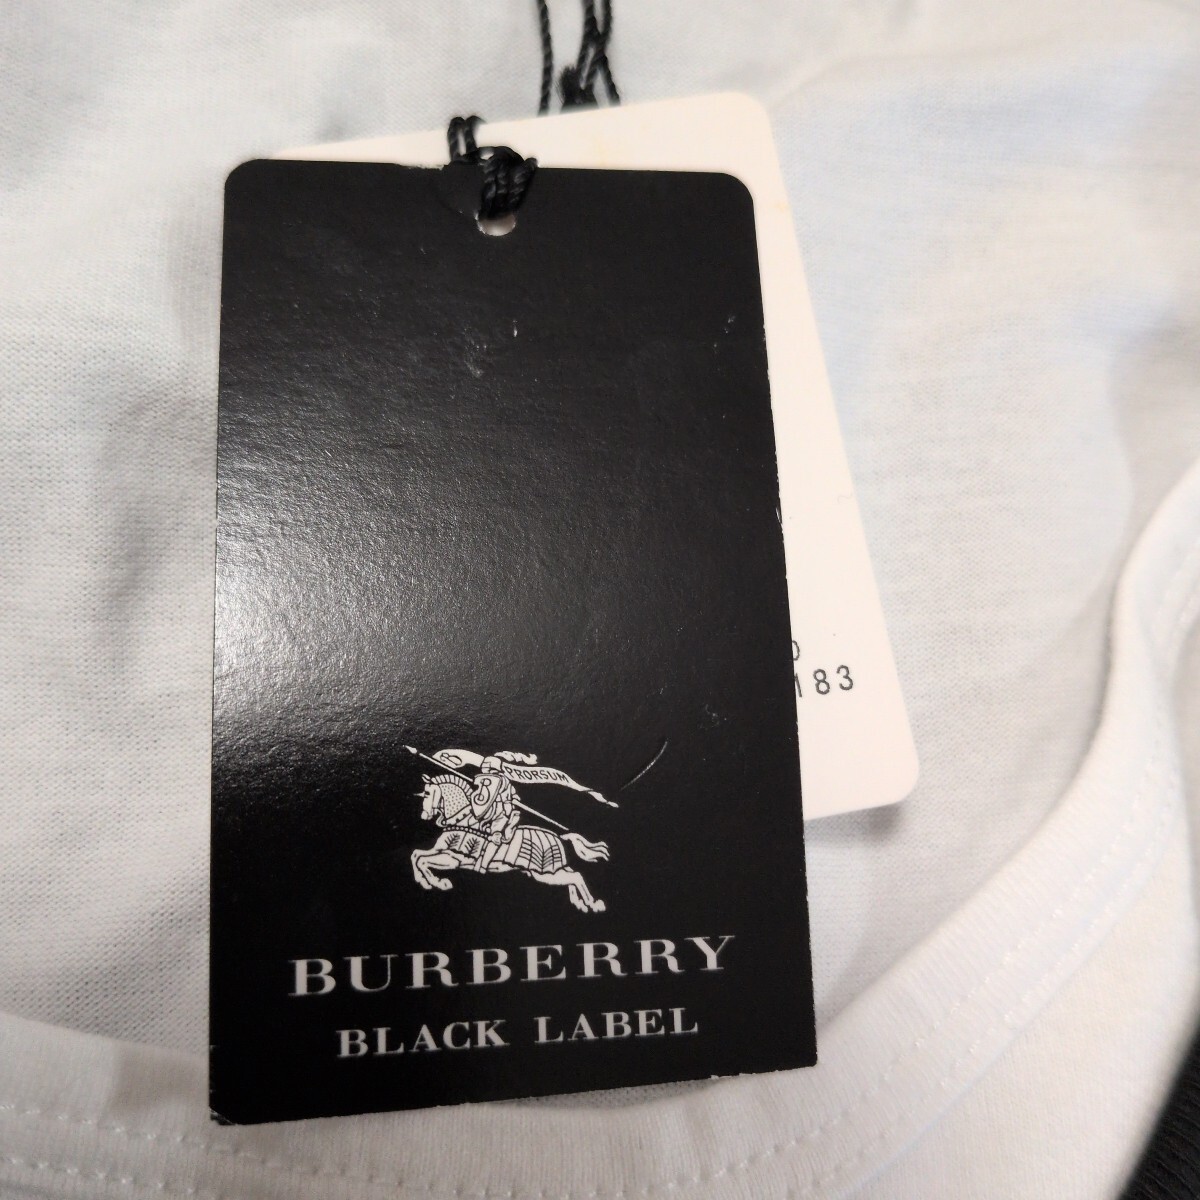 183
B PRORSUM
B
BURBERRY
BLACK LABEL